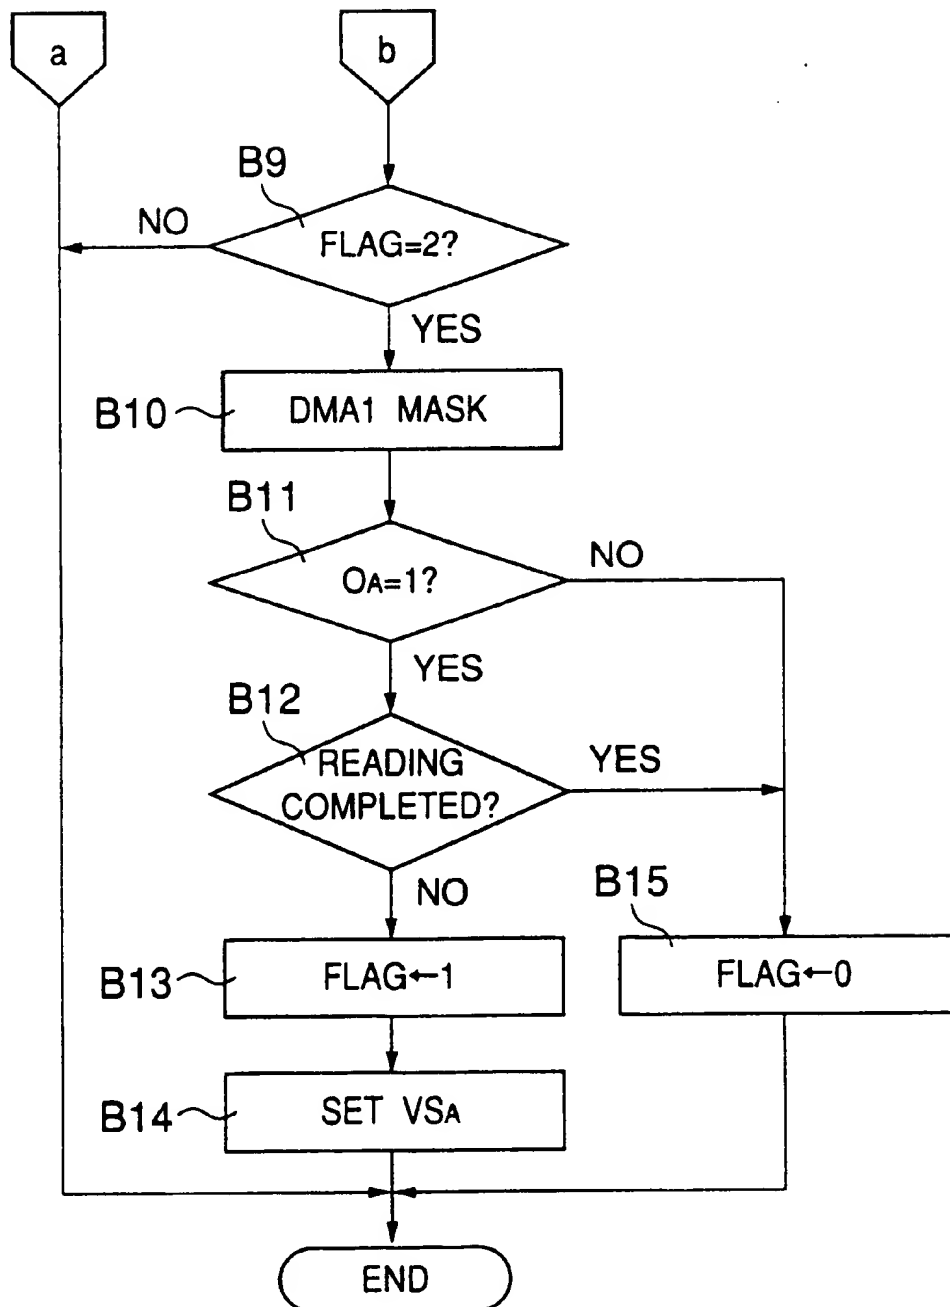 a
b
B9
NO
FLAG=2?
YES
B10
DMA1 MASK
B11
NO
OA=1?
YES
B12
READING
COMPLETED?
YES
NO
B15
B13
FLAG←1
FLAG←0
B14
SET VSA
END